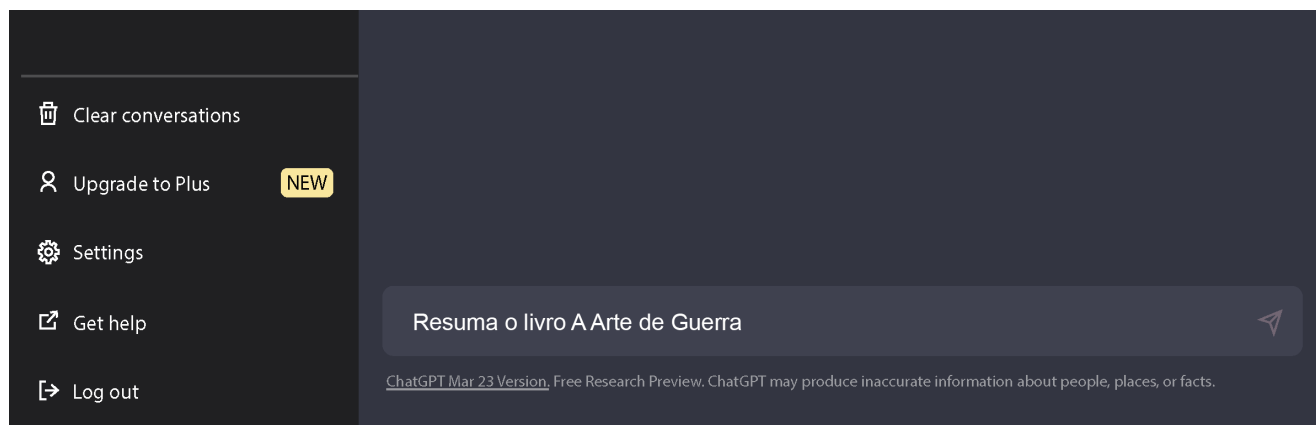 Clear conversations
Upgrade to Plus NEW
Settings
Get help
Log out
Resuma o livro A Arte de Guerra
ChatGPT Mar 23 Version. Free Research Preview. ChatGPT may produce inaccurate information about people, places, or facts.